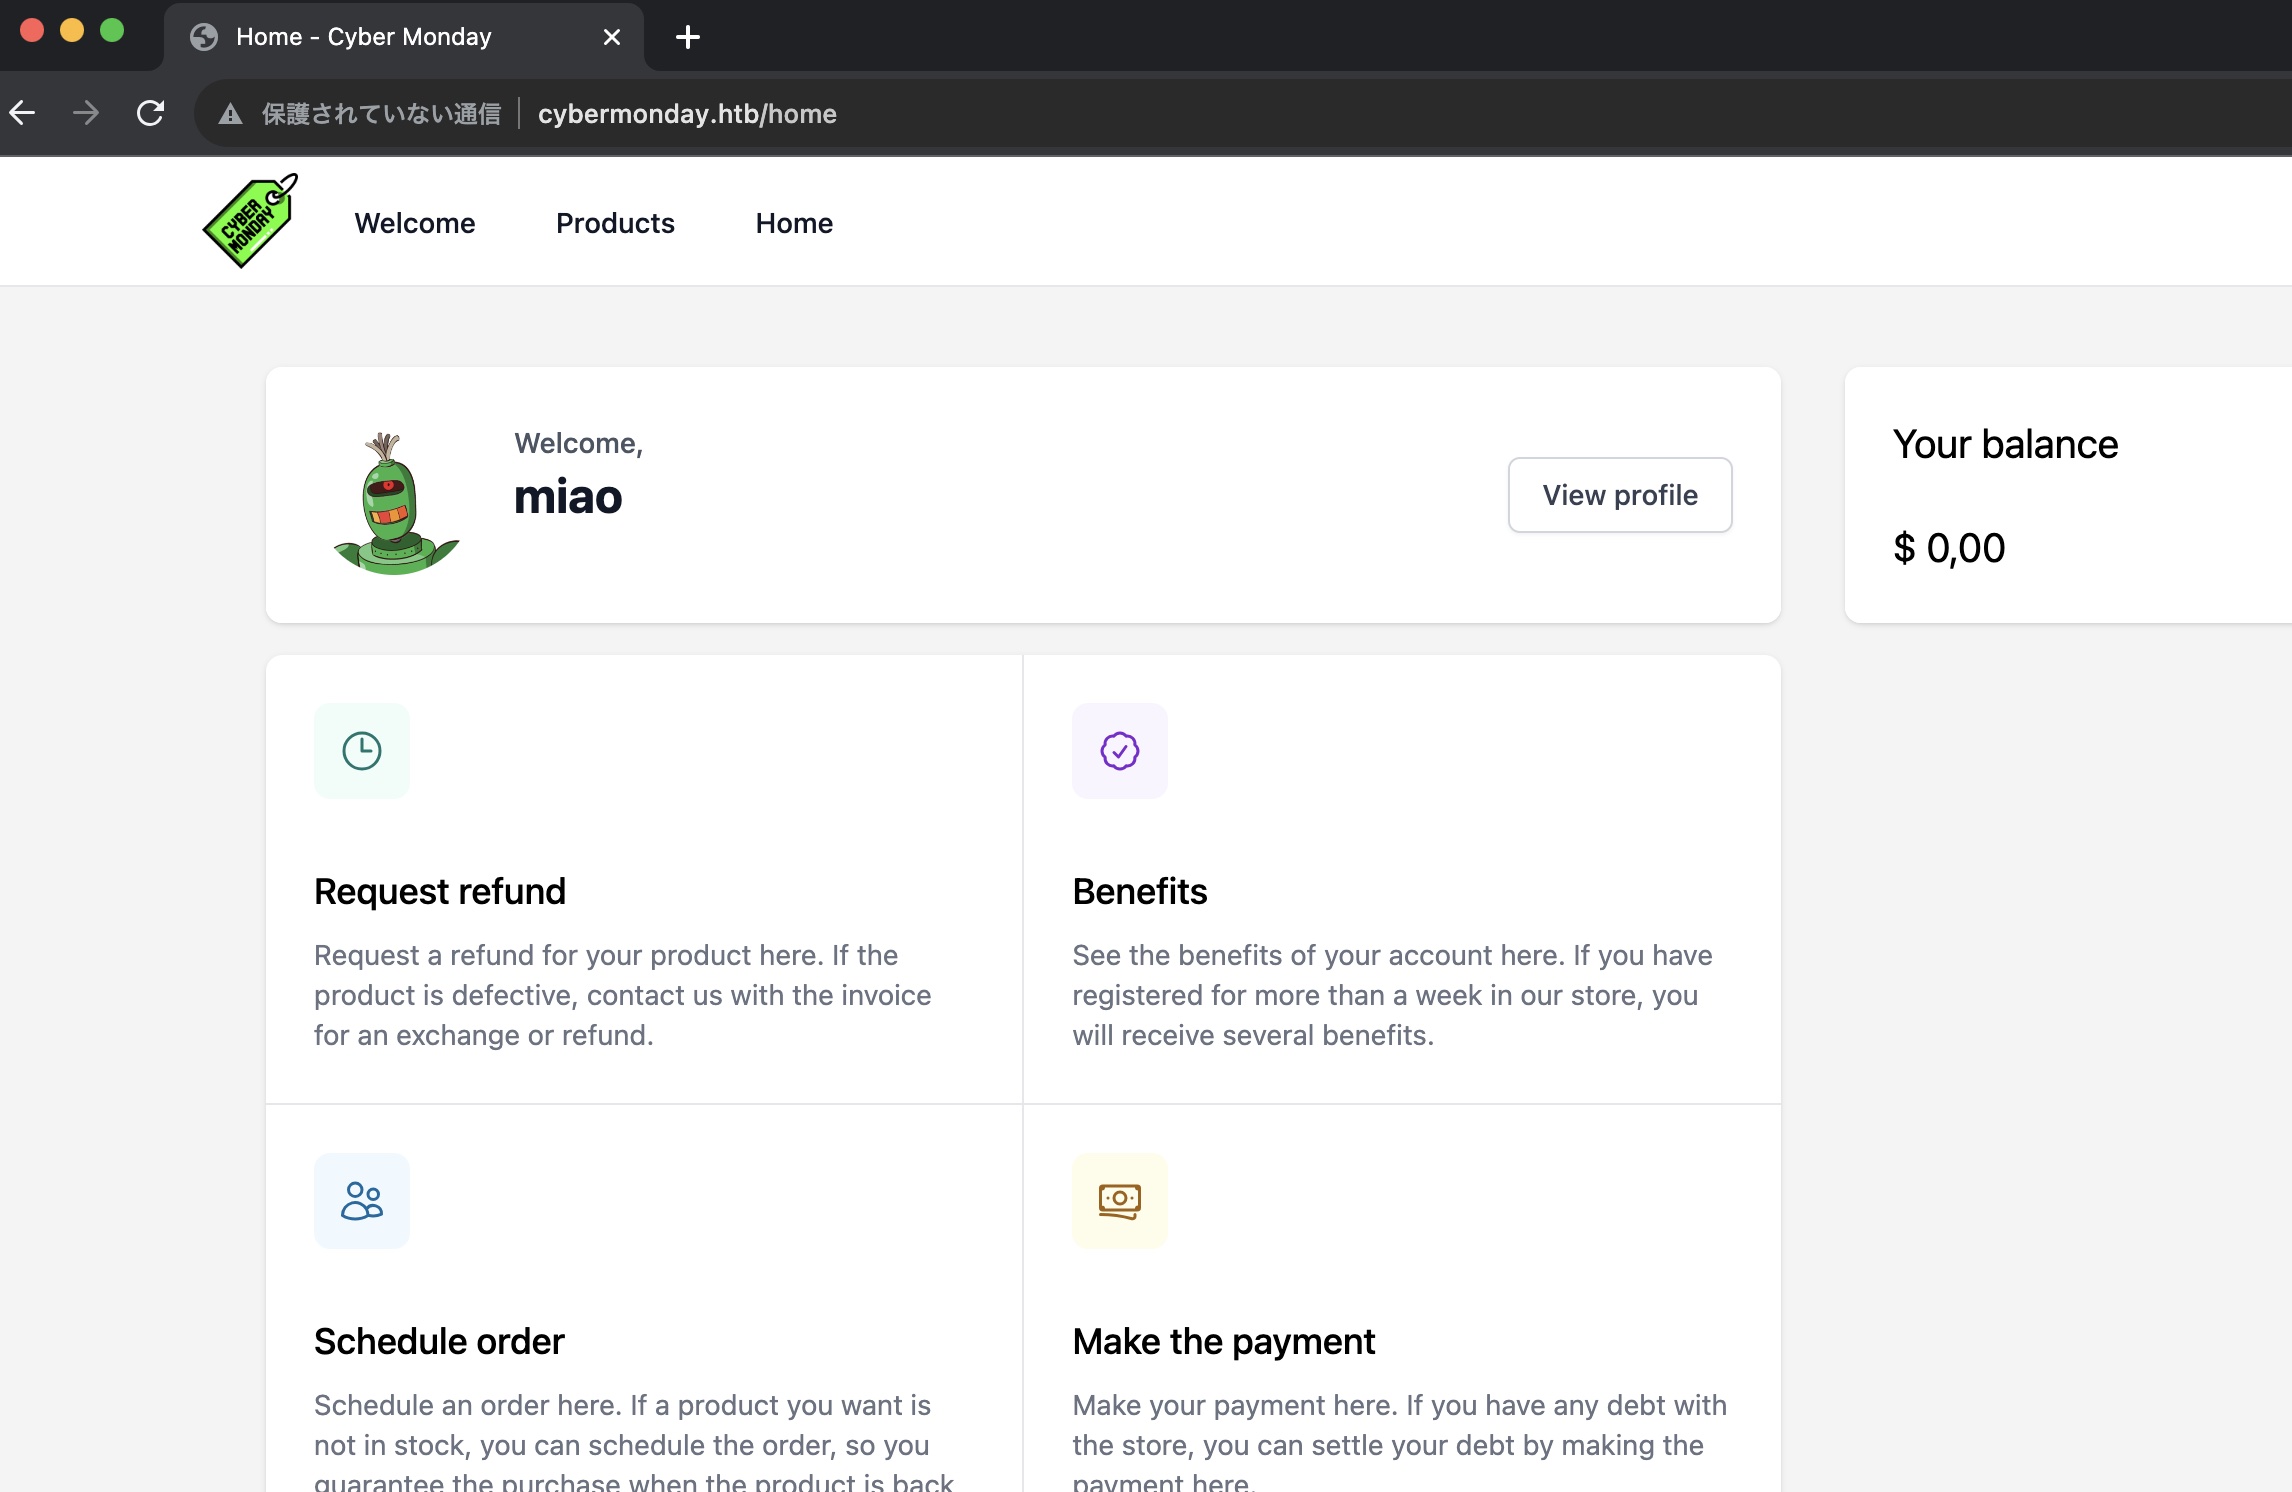 Home - Cyber Monday
保護されていない通信 cybermonday.htb/home
CYBER
MONDAY
Welcome Products Home
Welcome,
miao
View profile
Your balance
$ 0,00
Request refund
Request a refund for your product here. If the
product is defective, contact us with the invoice
for an exchange or refund.
Benefits
See the benefits of your account here. If you have
registered for more than a week in our store, you
will receive several benefits.
Schedule order
Schedule an order here. If a product you want is
not in stock, you can schedule the order, so you
guarantee the purchase when the product is back
Make the payment
Make your payment here. If you have any debt with
the store, you can settle your debt by making the
payment here.